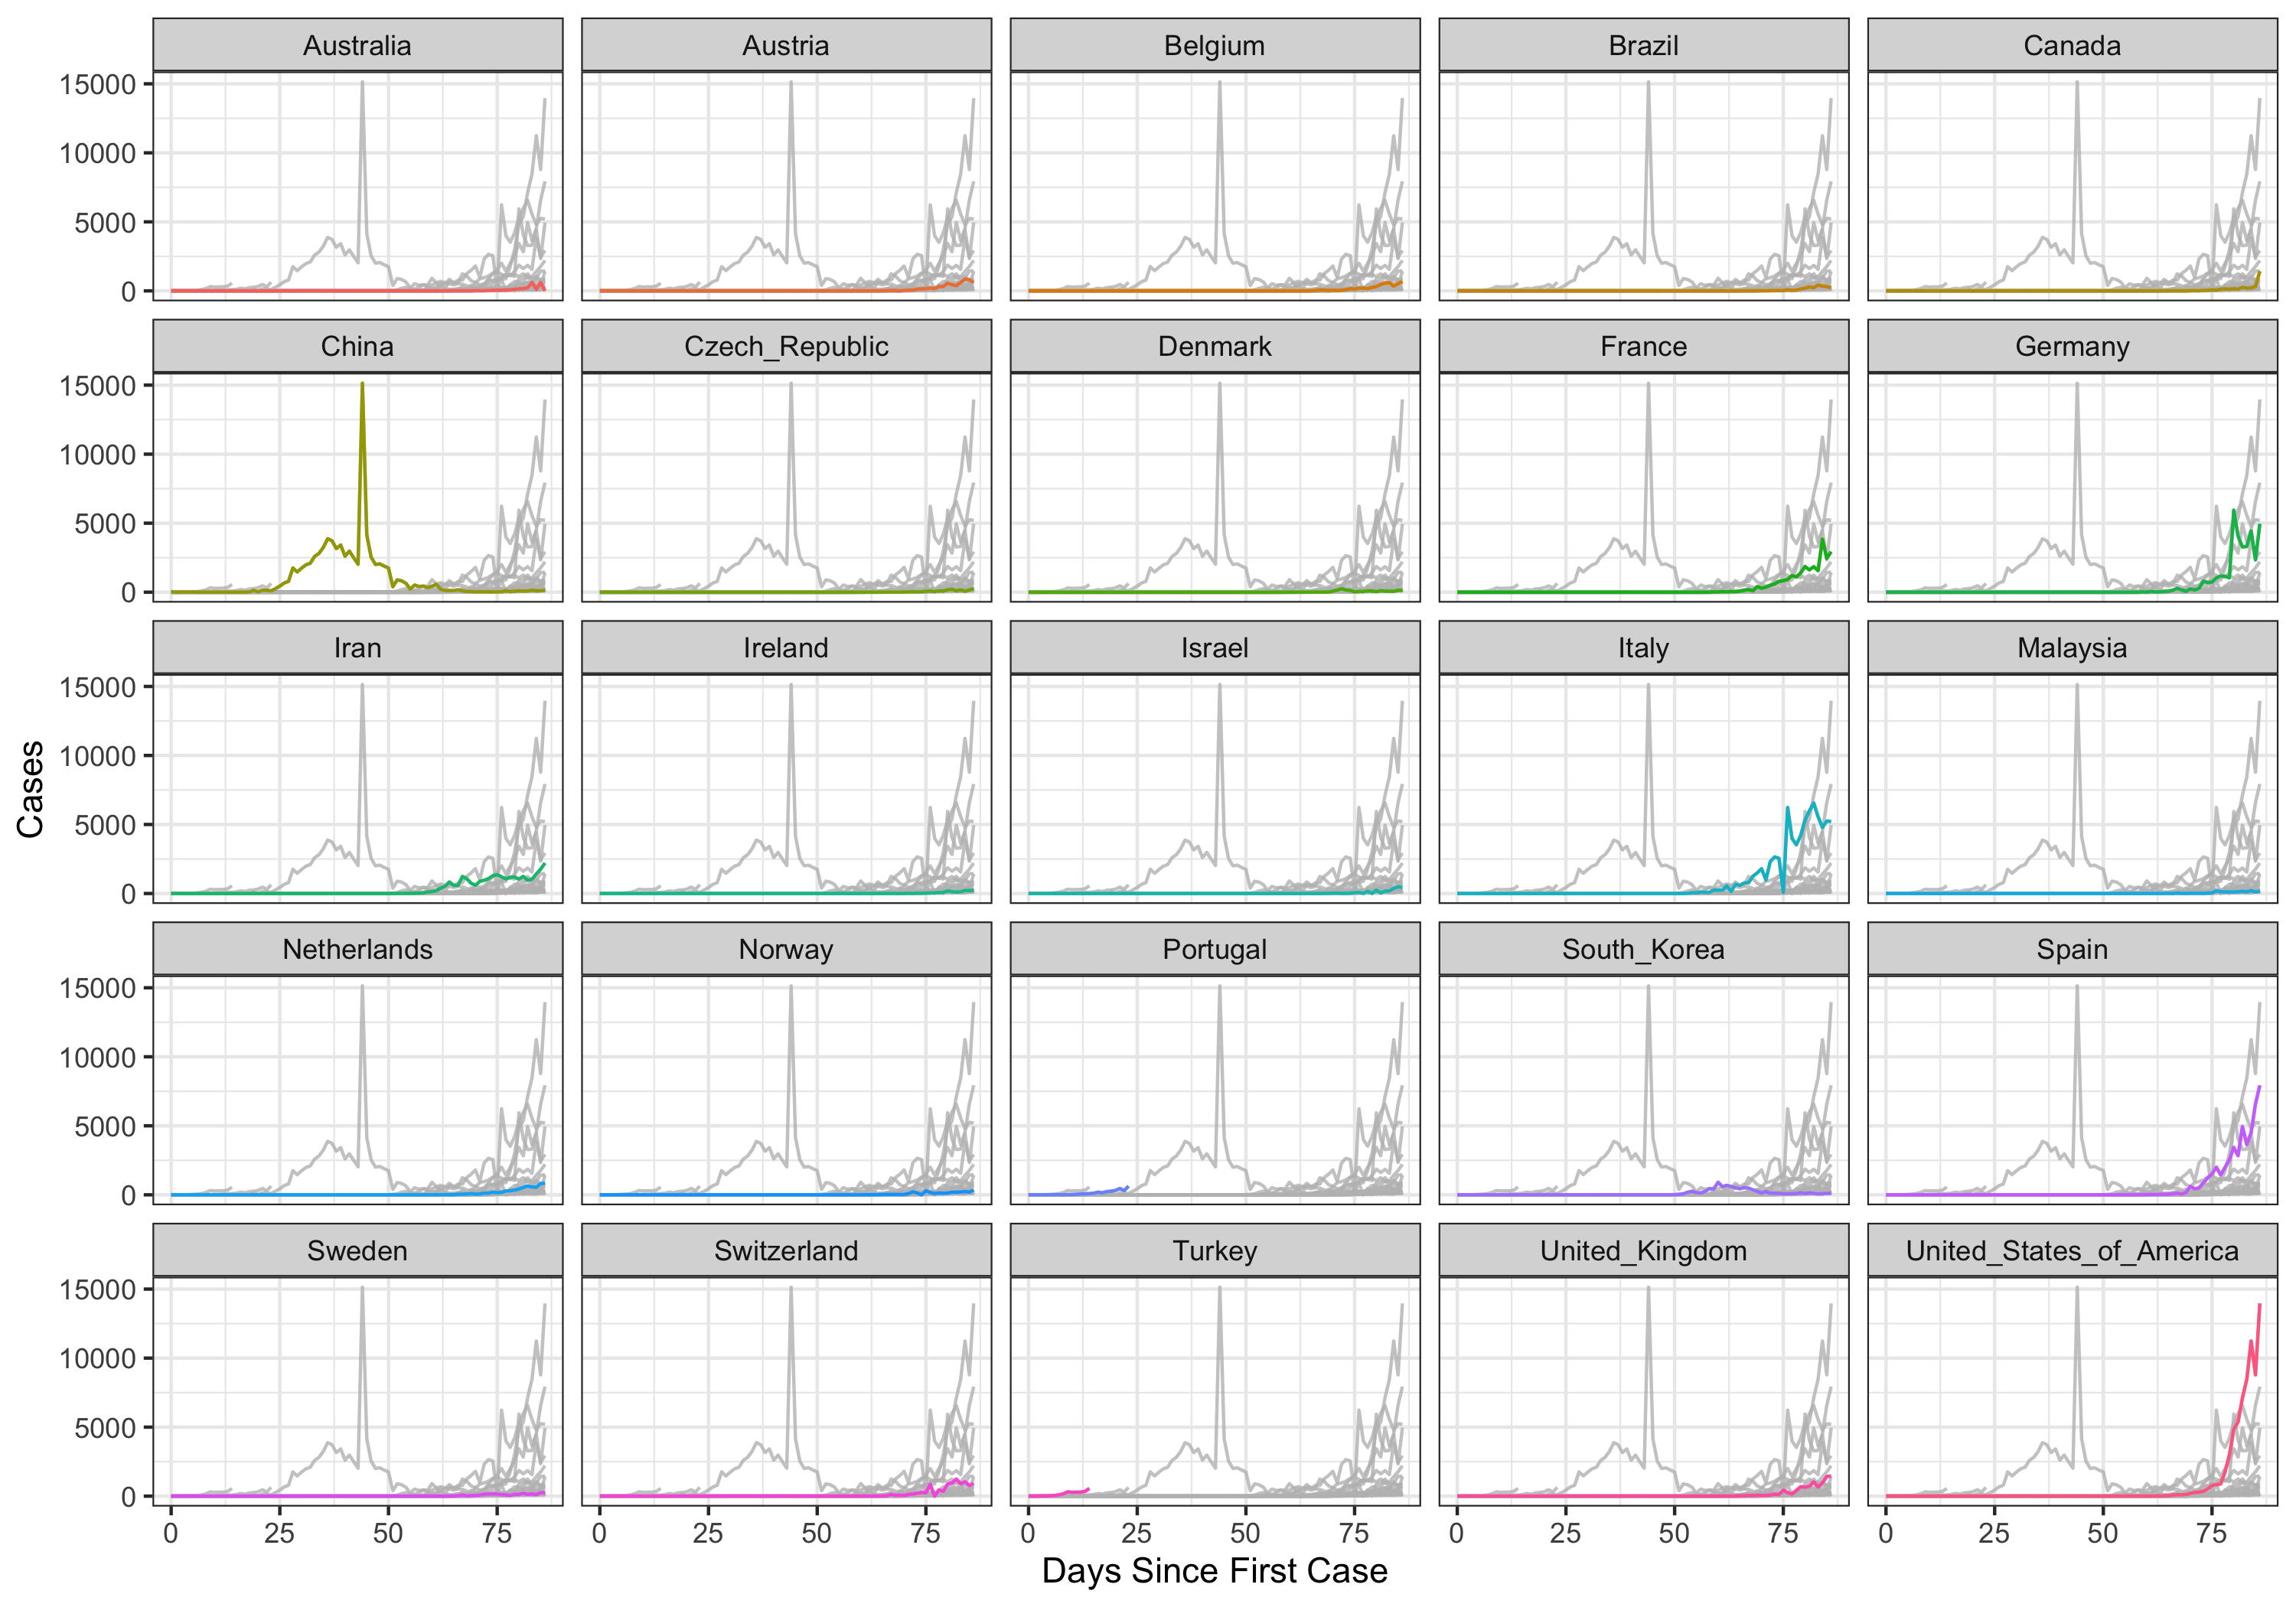 Australia Austria Belgium Brazil Canada
15000
10000
5000
0
China Czech_Republic Denmark France Germany
15000
10000
5000
0
Iran Ireland Israel Italy Malaysia
15000
10000
5000
0
Cases
Netherlands Norway Portugal South_Korea Spain
15000
10000
5000
0
Sweden Switzerland Turkey United_Kingdom United_States_of_America
15000
10000
5000
0
0 25 50 75 0 25 50 75 0 25 50 75 0 25 50 75 0 25 50 75
Days Since First Case